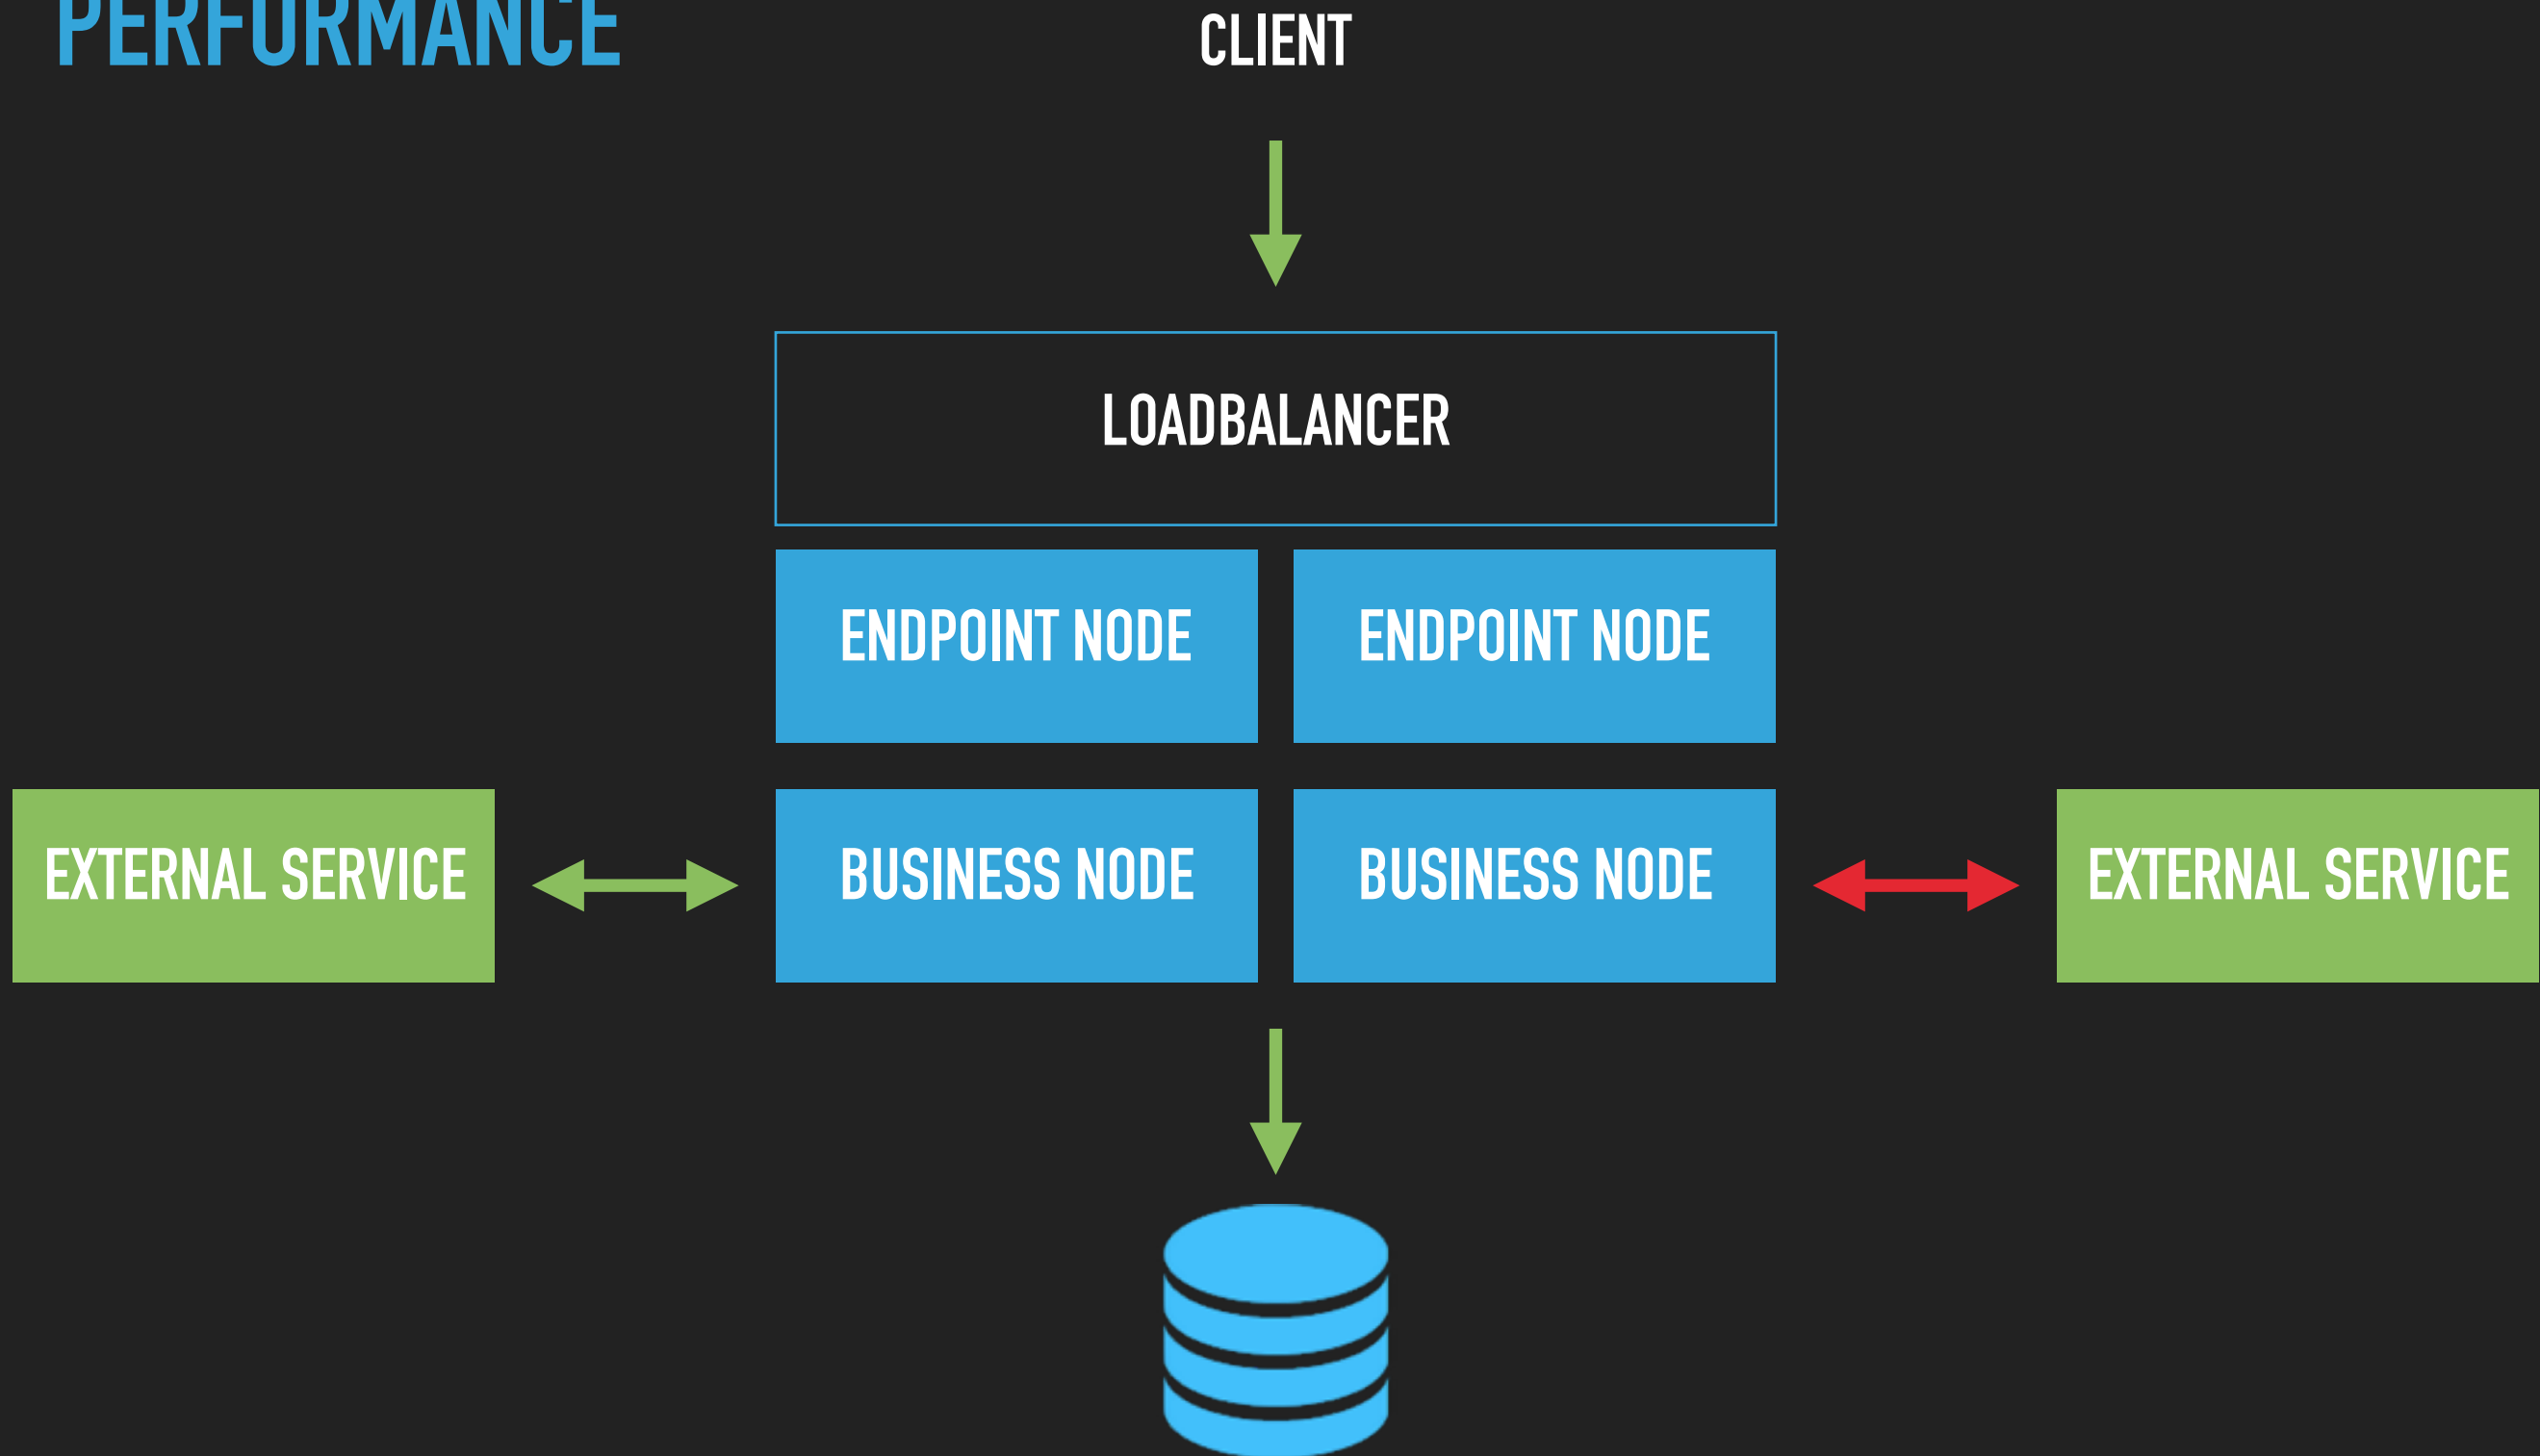 PERFORMANCE
CLIENT
LOADBALANCER
ENDPOINT NODE
ENDPOINT NODE
EXTERNAL SERVICE
BUSINESS NODE
BUSINESS NODE
EXTERNAL SERVICE